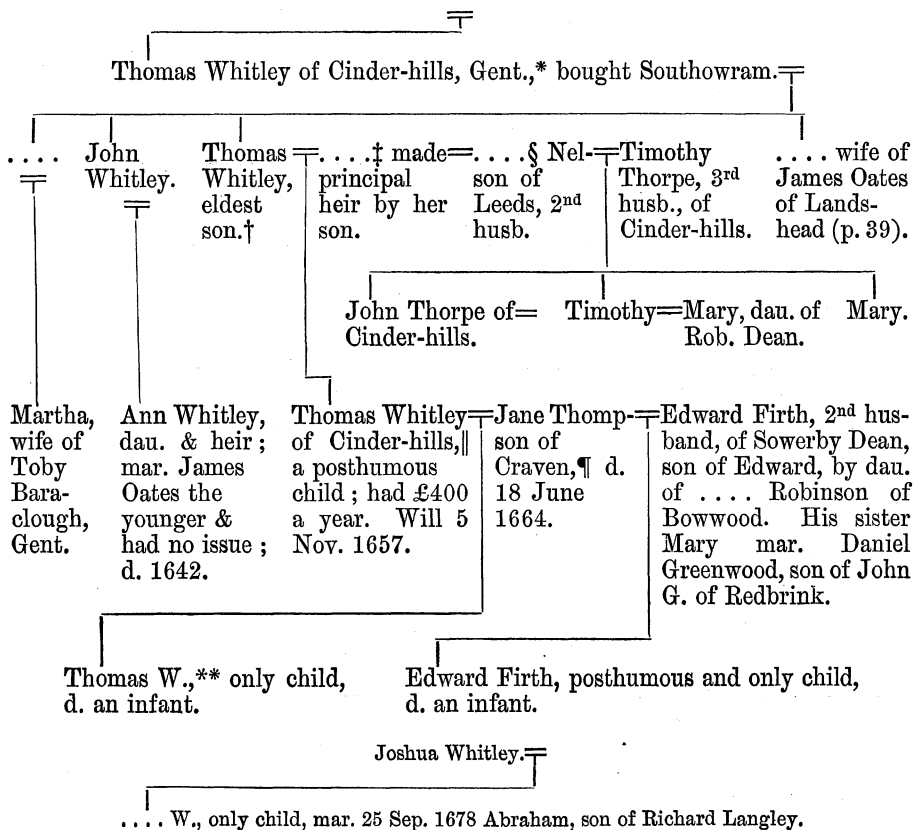 Thomas Whitley of Cinder-hills, Gent.,* bought Southowram.
. . . .
John
Whitley.
Thomas
Whitley,
eldest
son.†
. . . .‡ made
principal
heir by her
son.
. . . .§ Nel-
son of
Leeds, 2nd
husb.
Timothy
Thorpe, 3rd
husb., of
Cinder-hills.
. . . . wife of
James Oates
of Lands-
head (p. 39).
John Thorpe of
Cinder-hills.
Timothy=Mary, dau. of
Rob. Dean.
Mary.
Martha,
wife of
Toby
Bara-
clough,
Gent.
Ann Whitley,
dau. & heir ;
mar. James
Oates the
younger &
had no issue ;
d. 1642.
Thomas Whitley
of Cinder-hills,||
a posthumous
child ; had £400
a year. Will 5
Nov. 1657.
Jane Thomp-
son of
Craven,¶ d.
18 June
1664.
Edward Firth, 2nd hus-
band, of Sowerby Dean,
son of Edward, by dau.
of . . . . Robinson of
Bowwood. His sister
Mary mar. Daniel
Greenwood, son of John
G. of Redbrink.
Thomas W.,** only child,
d. an infant.
Edward Firth, posthumous and only child,
d. an infant.
Joshua Whitley.
. . . . W., only child, mar. 25 Sep. 1678 Abraham, son of Richard Langley.